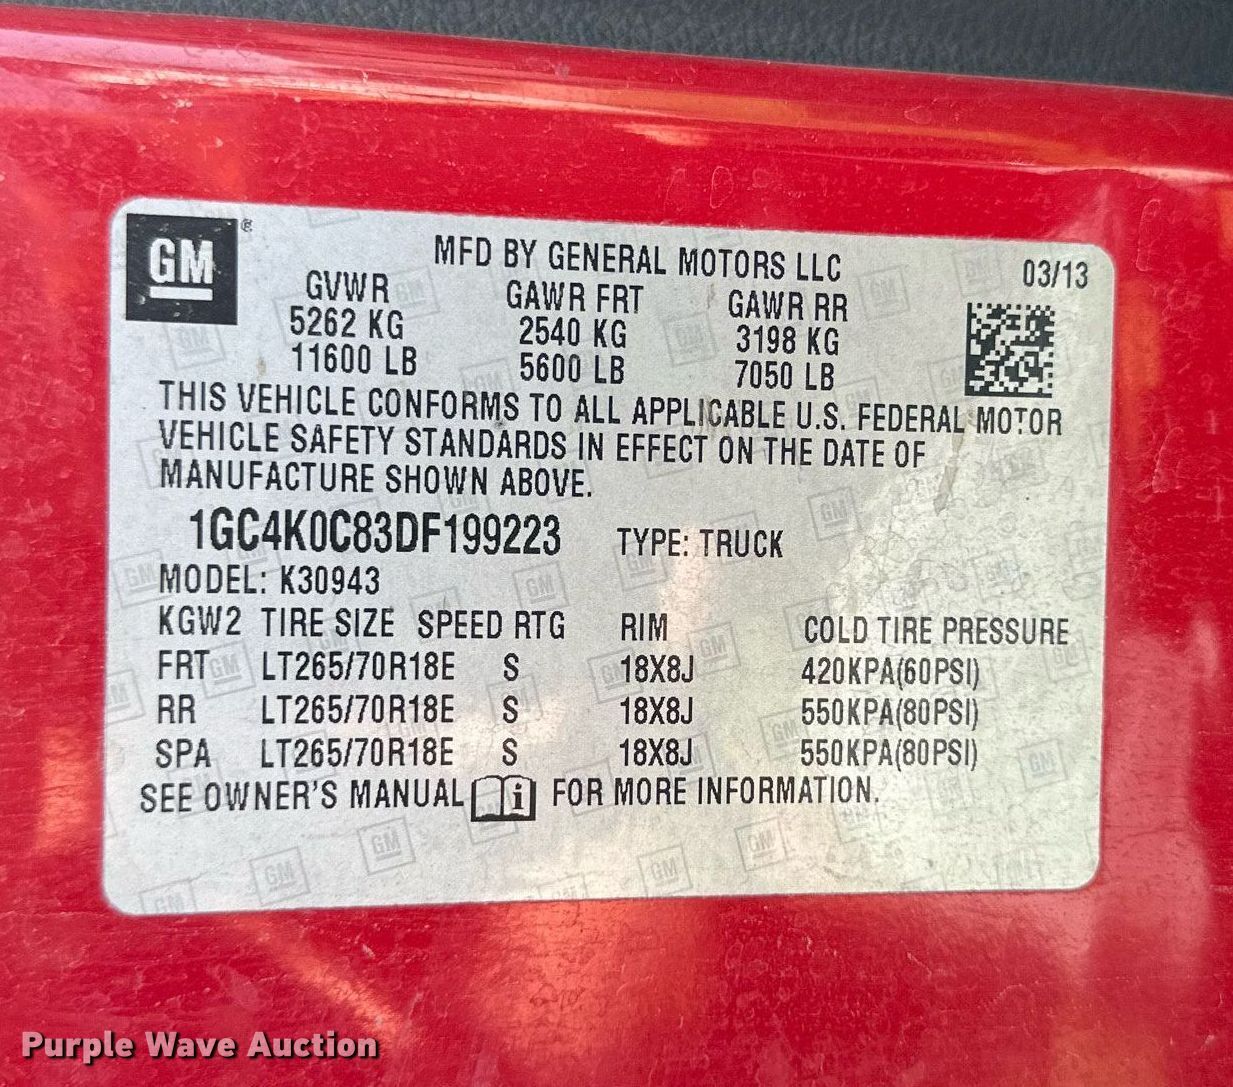 GM ®
MFD BY GENERAL MOTORS LLC 03/13
GVWR GAWR FRT GAWR RR
5262 KG 2540 KG 3198 KG
11600 LB 5600 LB 7050 LB
THIS VEHICLE CONFORMS TO ALL APPLICABLE U.S. FEDERAL MOTOR
VEHICLE SAFETY STANDARDS IN EFFECT ON THE DATE OF
MANUFACTURE SHOWN ABOVE.
1GC4K0C83DF199223 TYPE: TRUCK
MODEL: K30943
KGW2 TIRE SIZE SPEED RTG RIM COLD TIRE PRESSURE
FRT LT265/70R18E S 18X8J 420KPA(60PSI)
RR LT265/70R18E S 18X8J 550KPA(80PSI)
SPA LT265/70R18E S 18X8J 550KPA(80PSI)
SEE OWNER'S MANUAL i FOR MORE INFORMATION.
Purple Wave Auction